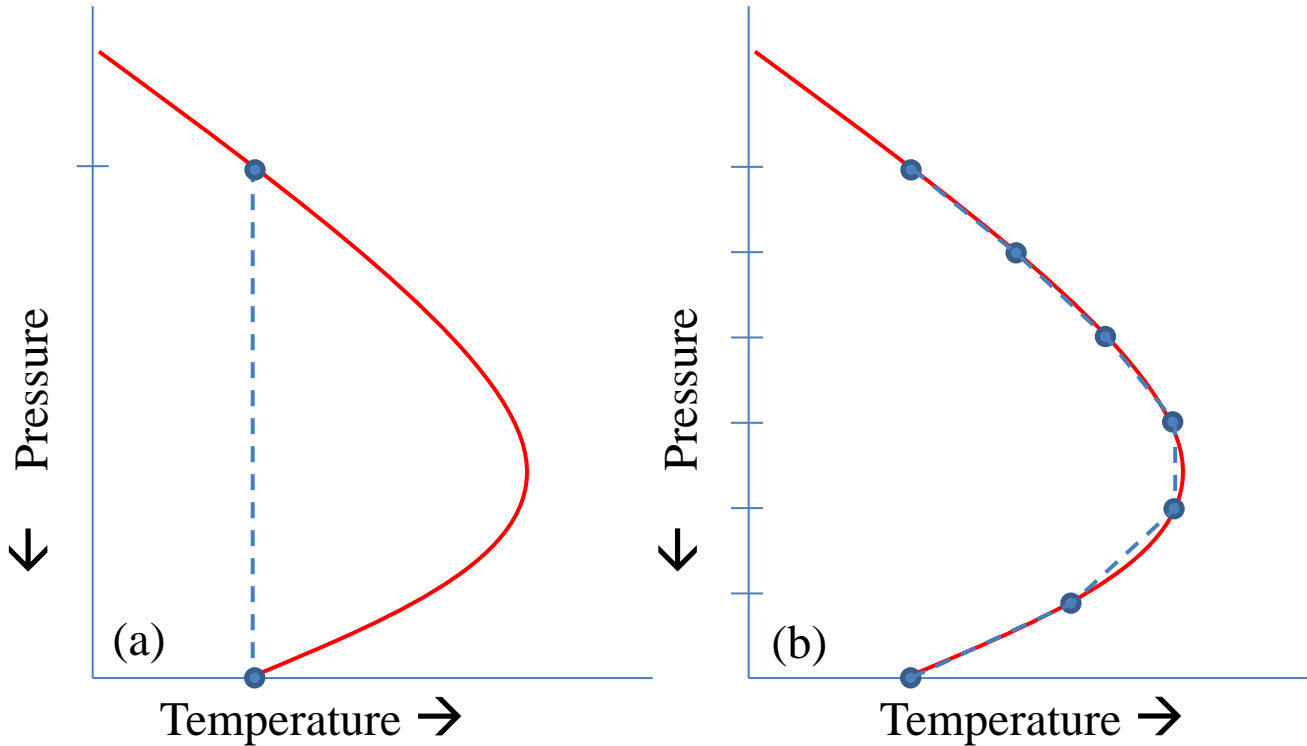 ← Pressure
(a)
Temperature →
← Pressure
(b)
Temperature →